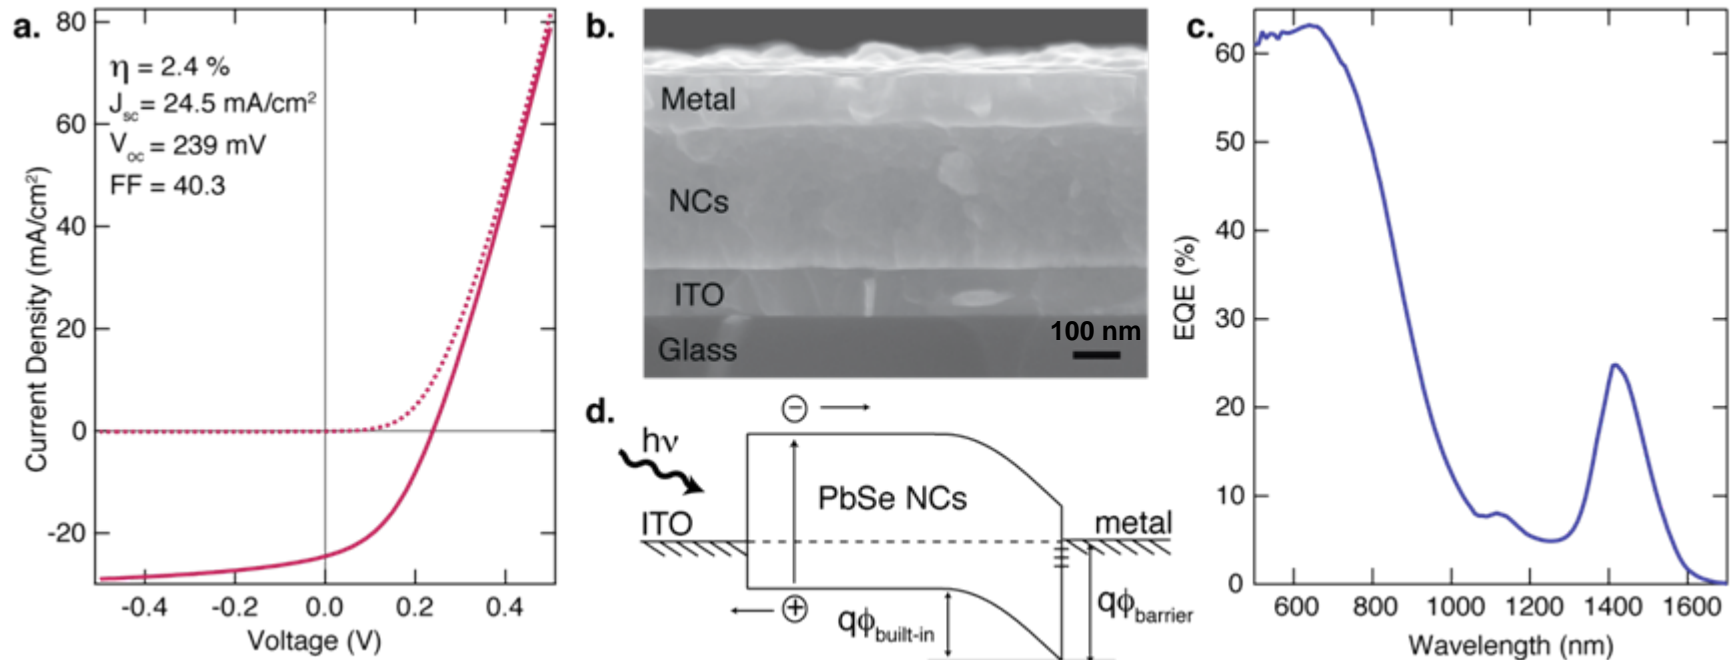 a.
80
60
40
20
0
-20
-0.4
-0.2
0.0
0.2
0.4
Current Density (mA/cm²)
Voltage (V)
η = 2.4 %
Jsc = 24.5 mA/cm²
Voc = 239 mV
FF = 40.3
b.
Metal
NCs
ITO
Glass
100 nm
c.
60
50
40
30
20
10
0
600
800
1000
1200
1400
1600
EQE (%)
Wavelength (nm)
d.
hν
−
PbSe NCs
ITO
metal
+
qϕbuilt-in
qϕbarrier